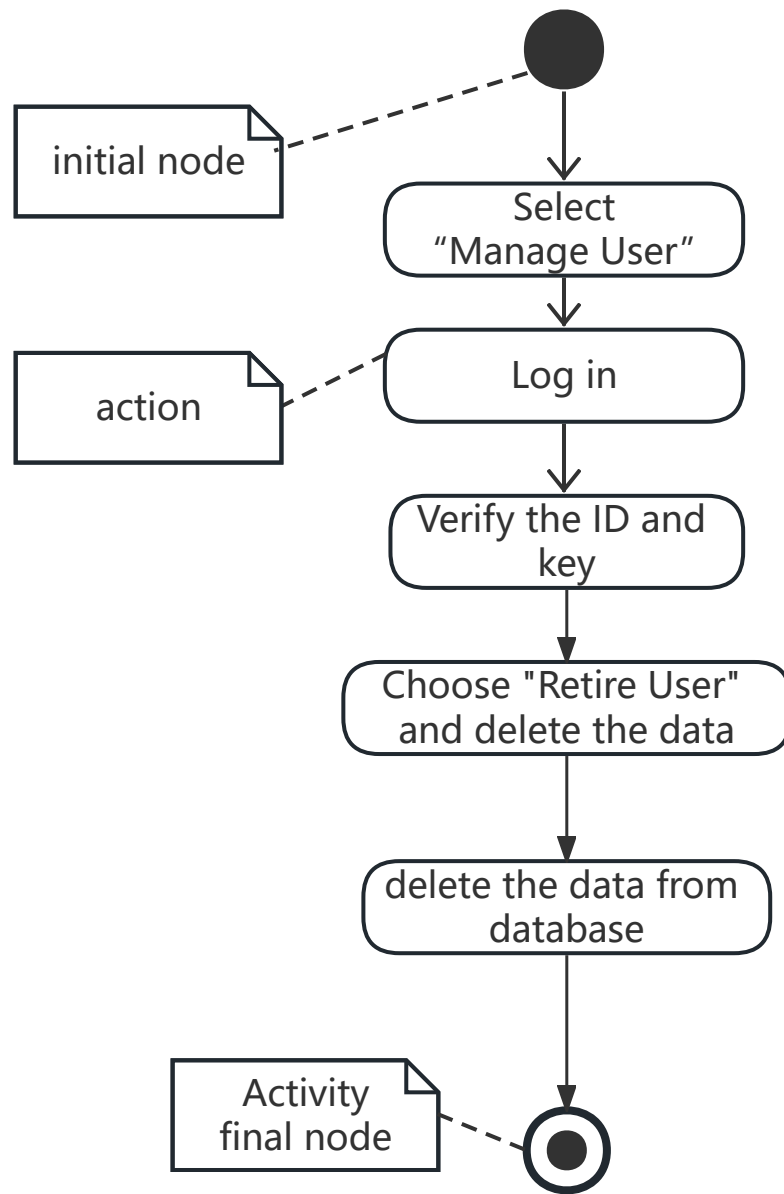 initial node
Select
“Manage User”
action
Log in
Verify the ID and
key
Choose "Retire User"
and delete the data
delete the data from
database
Activity
final node